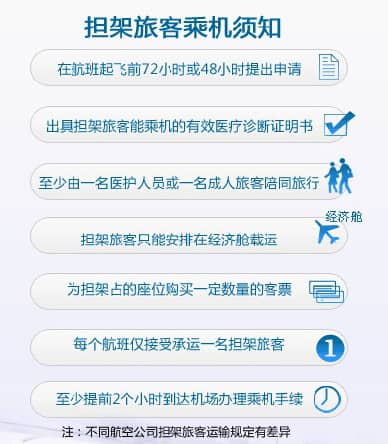 担架旅客乘机须知
在航班起飞前72小时或48小时提出申请
出具担架旅客能乘机的有效医疗诊断证明书
至少由一名医护人员或一名成人旅客陪同旅行
经济舱
担架旅客只能安排在经济舱载运
为担架占的座位购买一定数量的客票
每个航班仅接受承运一名担架旅客
1
至少提前2个小时到达机场办理乘机手续
注：不同航空公司担架旅客运输规定有差异